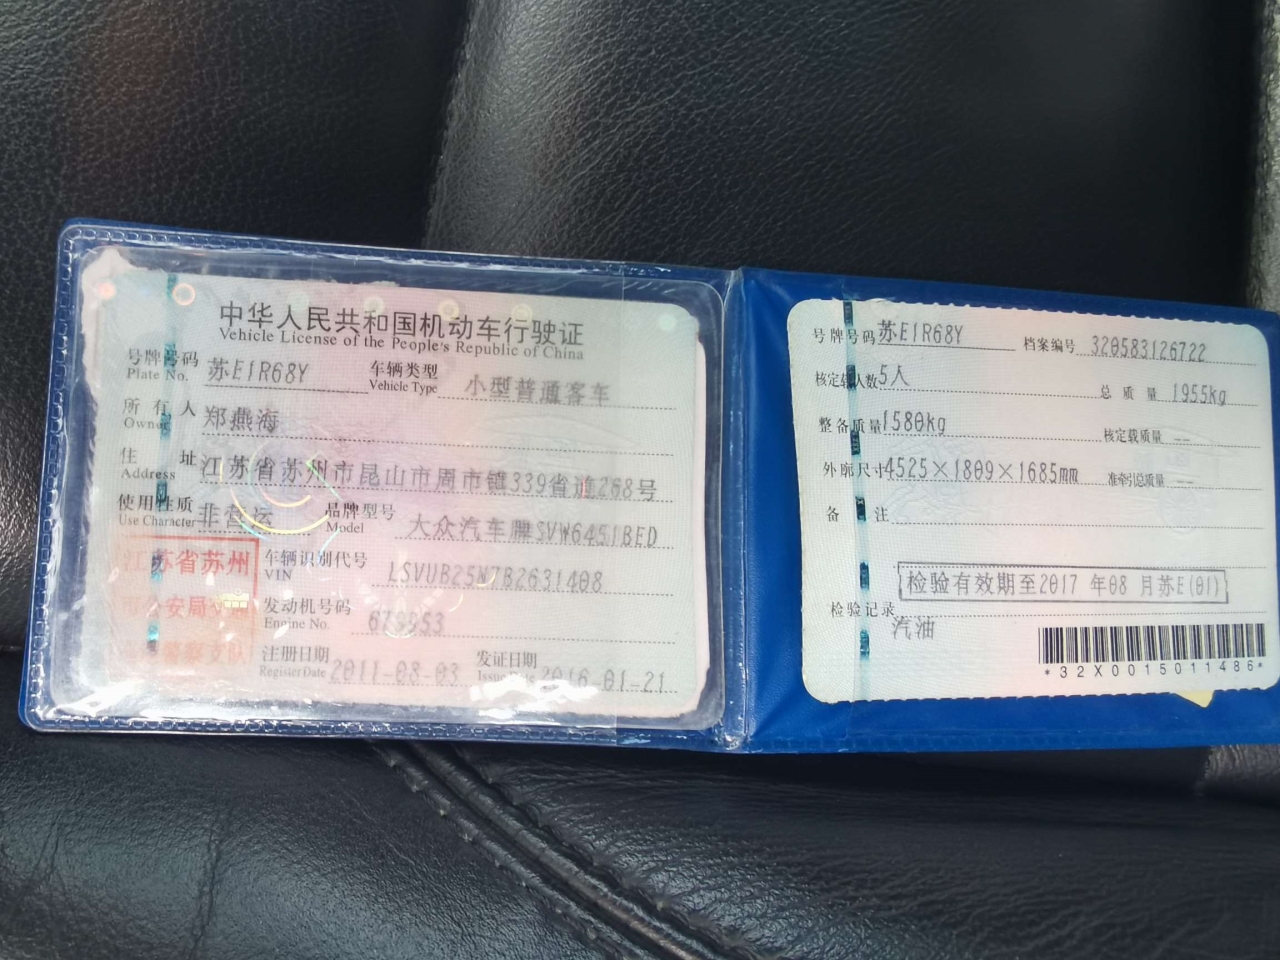 中华人民共和国机动车行驶证
Vehicle License of the People's Republic of China
号牌号码 苏E1R68Y 车辆类型 小型普通客车
Plate No. Vehicle Type
所有人 郑燕海
Owner
住址 江苏省苏州市昆山市周市镇339省道268号
Address
使用性质 非营运 品牌型号 大众汽车牌SVW6451BED
Use Character Model
江苏省苏州
市公安局交通
警察支队
车辆识别代号 LSVUB25N7B2631408
VIN
发动机号码
Engine No.
注册日期 2011-08-03 发证日期 2016-01-21
Register Date Issue Date
号牌号码 苏E1R68Y 档案编号 320583126722
核定载人数 5人 总质量 1955kg
整备质量 1580kg 核定载质量 --
外廓尺寸 4525×1809×1685mm 准牵引总质量 --
备注
检验有效期至2017 年08 月苏E(01)
检验记录
汽油
*32X0015011486*